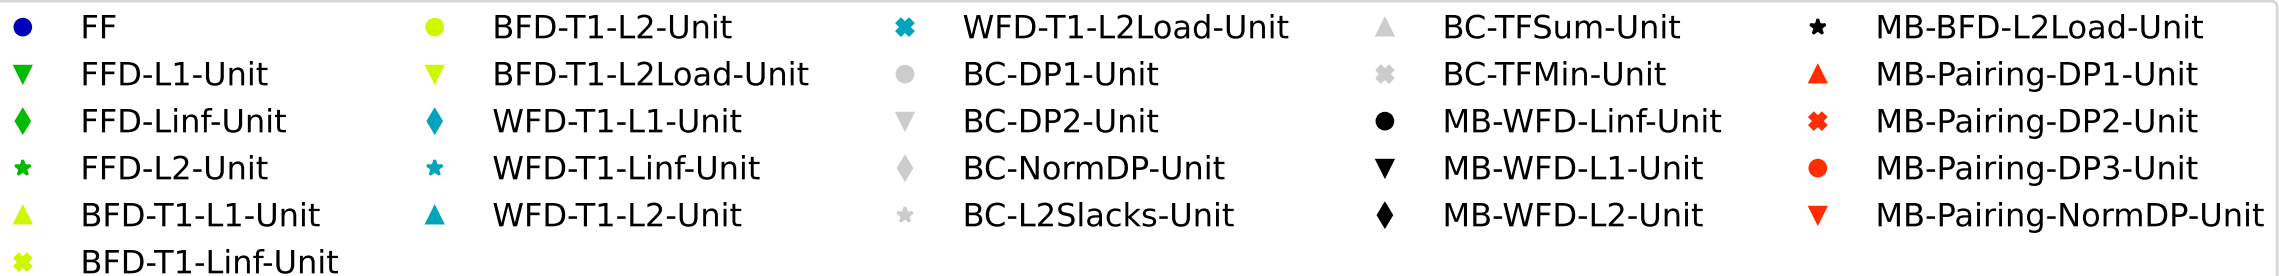 FF
FFD-L1-Unit
FFD-Linf-Unit
FFD-L2-Unit
BFD-T1-L1-Unit
BFD-T1-Linf-Unit
BFD-T1-L2-Unit
BFD-T1-L2Load-Unit
WFD-T1-L1-Unit
WFD-T1-Linf-Unit
WFD-T1-L2-Unit
WFD-T1-L2Load-Unit
BC-DP1-Unit
BC-DP2-Unit
BC-NormDP-Unit
BC-L2Slacks-Unit
BC-TFSum-Unit
BC-TFMin-Unit
MB-WFD-Linf-Unit
MB-WFD-L1-Unit
MB-WFD-L2-Unit
MB-BFD-L2Load-Unit
MB-Pairing-DP1-Unit
MB-Pairing-DP2-Unit
MB-Pairing-DP3-Unit
MB-Pairing-NormDP-Unit